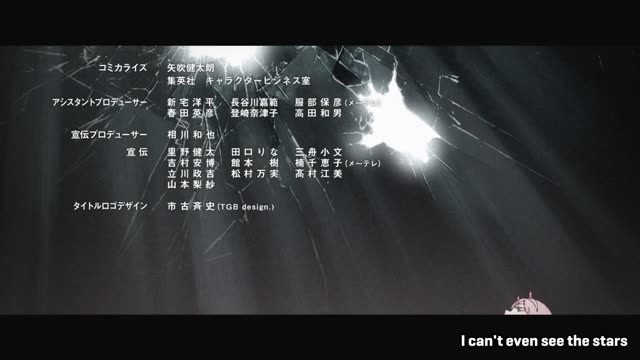 コミカライズ 矢吹健太朗
集英社 キャラクタービジネス室
アシスタントプロデューサー 新宅洋平 長谷川嘉範 服部保彦(メ~テレ)
春田英彦 登崎奈津子 高田和男
宣伝プロデューサー 相川和也
宣伝 里野健太 田口りな 三舟小文
吉村安博 館本樹 楠千恵子(メ~テレ)
立川政吉 松村万実 髙村江美
山本梨紗
タイトルロゴデザイン 市古斉史(TGB design.)
I can't even see the stars